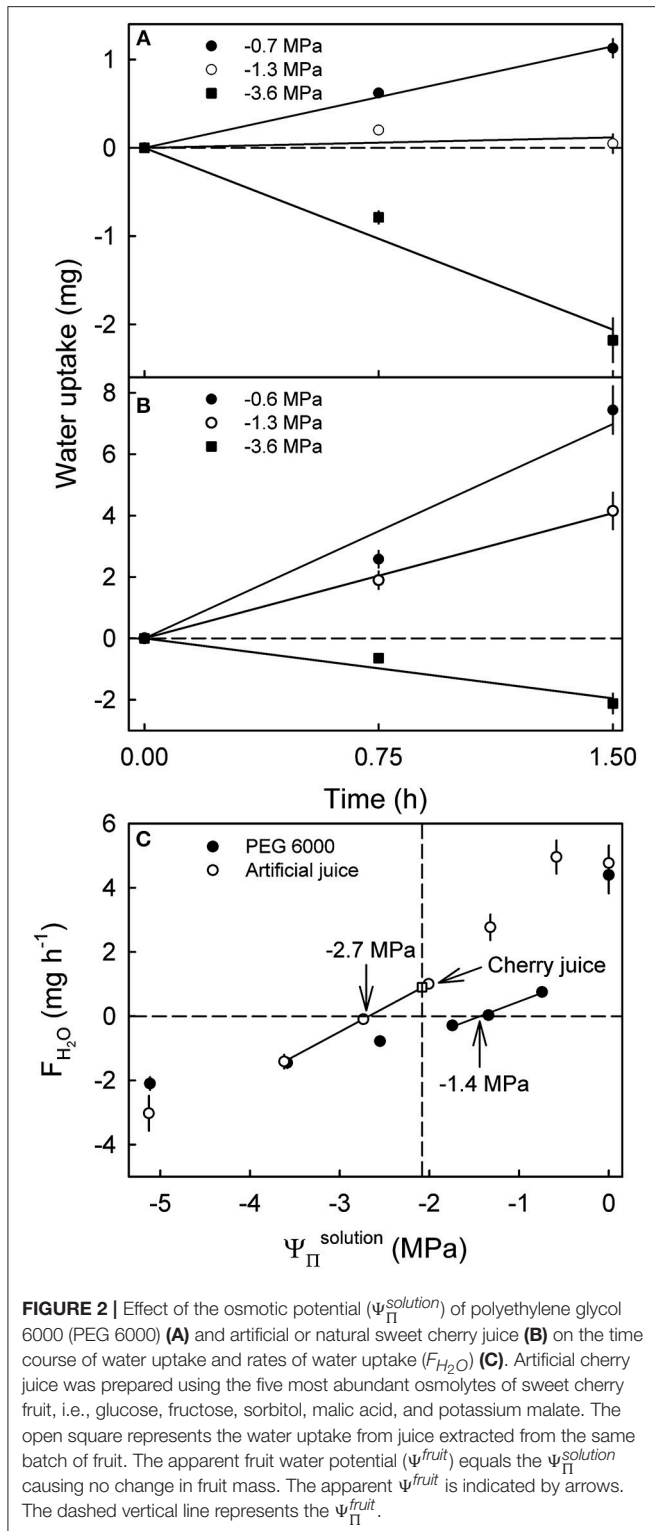 A
-0.7 MPa
-1.3 MPa
-3.6 MPa
1
0
-1
-2
Water uptake (mg)
B
-0.6 MPa
-1.3 MPa
-3.6 MPa
8
6
4
2
0
-2
0.00 0.75 1.50
Time (h)
C
PEG 6000
Artificial juice
6
4
2
0
-2
-4
F_{H₂O} (mg h⁻¹)
-2.7 MPa
Cherry juice
-1.4 MPa
-5 -4 -3 -2 -1 0
Ψ_Π^{solution} (MPa)
FIGURE 2 | Effect of the osmotic potential (Ψ_Π^{solution}) of polyethylene glycol
6000 (PEG 6000) (A) and artificial or natural sweet cherry juice (B) on the time
course of water uptake and rates of water uptake (F_{H₂O}) (C). Artificial cherry
juice was prepared using the five most abundant osmolytes of sweet cherry
fruit, i.e., glucose, fructose, sorbitol, malic acid, and potassium malate. The
open square represents the water uptake from juice extracted from the same
batch of fruit. The apparent fruit water potential (Ψ^{fruit}) equals the Ψ_Π^{solution}
causing no change in fruit mass. The apparent Ψ^{fruit} is indicated by arrows.
The dashed vertical line represents the Ψ_Π^{fruit}.